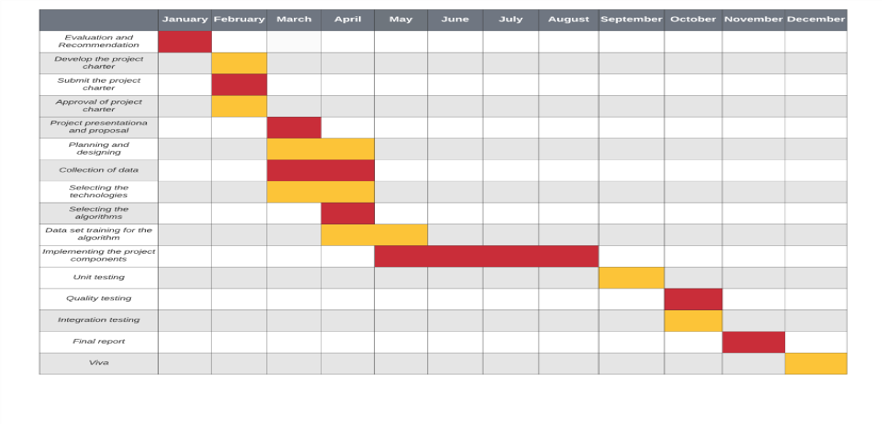 January February March April May June July August September October November December
Evaluation and
Recommendation
Develop the project
charter
Submit the project
charter
Approval of project
charter
Project presentationa
and proposal
Planning and
designing
Collection of data
Selecting the
technologies
Selecting the
algorithms
Data set training for the
algorithm
Implementing the project
components
Unit testing
Quality testing
Integration testing
Final report
Viva